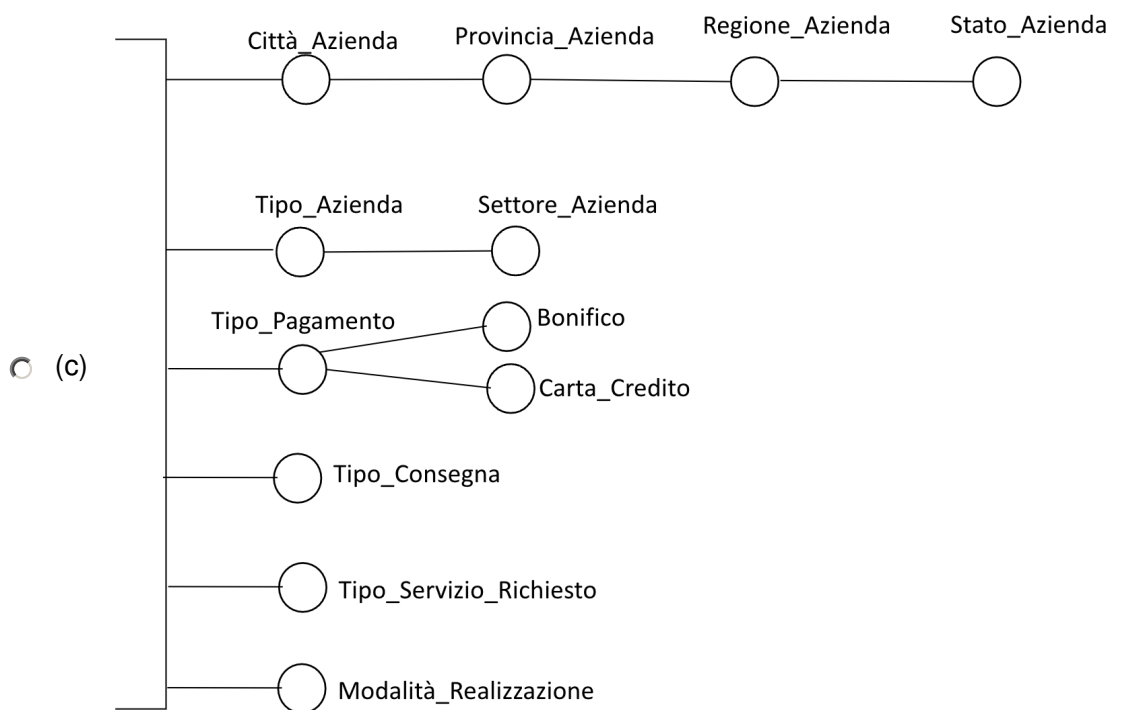 Città_Azienda
Provincia_Azienda
Regione_Azienda
Stato_Azienda
Tipo_Azienda
Settore_Azienda
Tipo_Pagamento
Bonifico
(c)
Carta_Credito
Tipo_Consegna
Tipo_Servizio_Richiesto
Modalità_Realizzazione